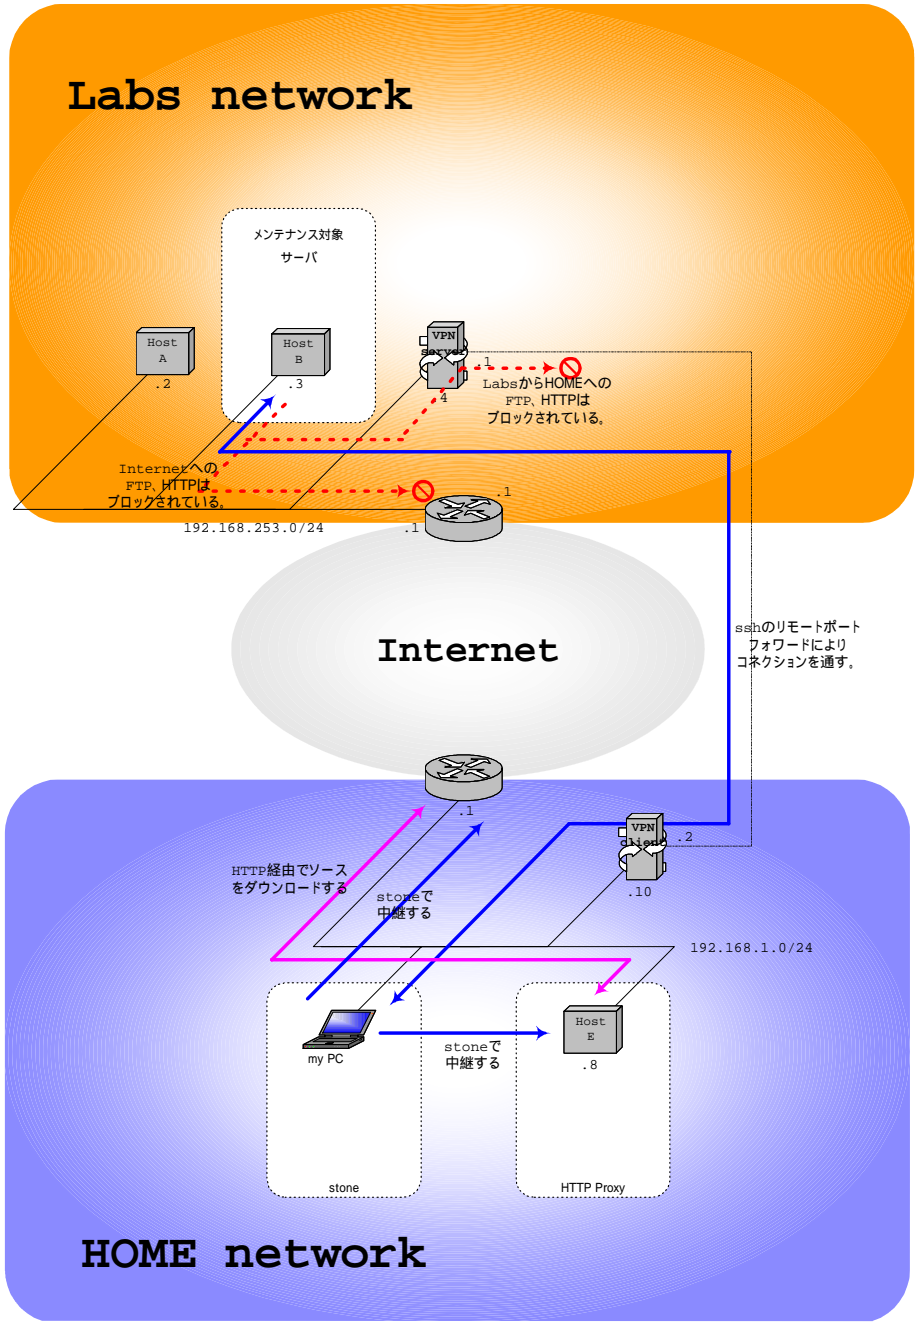 Labs network
メンテナンス対象
サーバ
Host
A
.2
Host
B
.3
VPN
server
.1
4
LabsからHOMEへの
FTP、HTTPは
ブロックされている。
Internetへの
FTP、HTTPは
ブロックされている。
.1
192.168.253.0/24
.1
Internet
sshのリモートポート
フォワードにより
コネクションを通す。
.1
VPN
client
.2
.10
HTTP経由でソース
をダウンロードする
stoneで
中継する
192.168.1.0/24
my PC
stoneで
中継する
Host
E
.8
stone
HTTP Proxy
HOME network